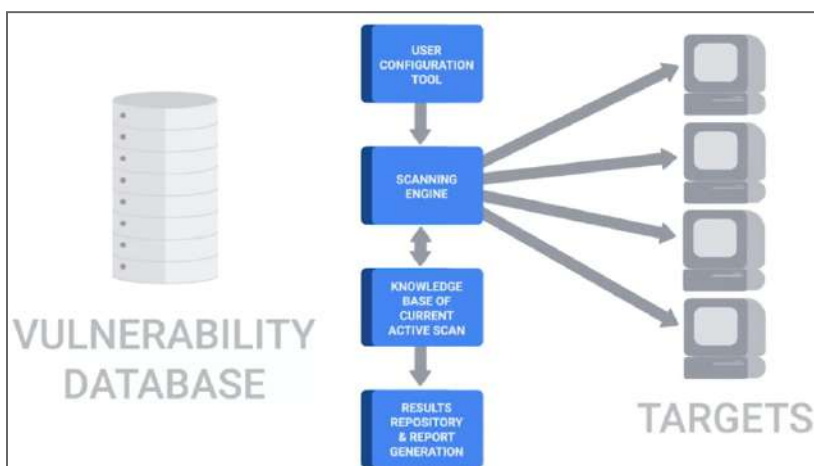 USER
CONFIGURATION
TOOL
SCANNING
ENGINE
KNOWLEDGE
BASE OF
CURRENT
ACTIVE SCAN
RESULTS
REPOSITORY
& REPORT
GENERATION
VULNERABILITY
DATABASE
TARGETS